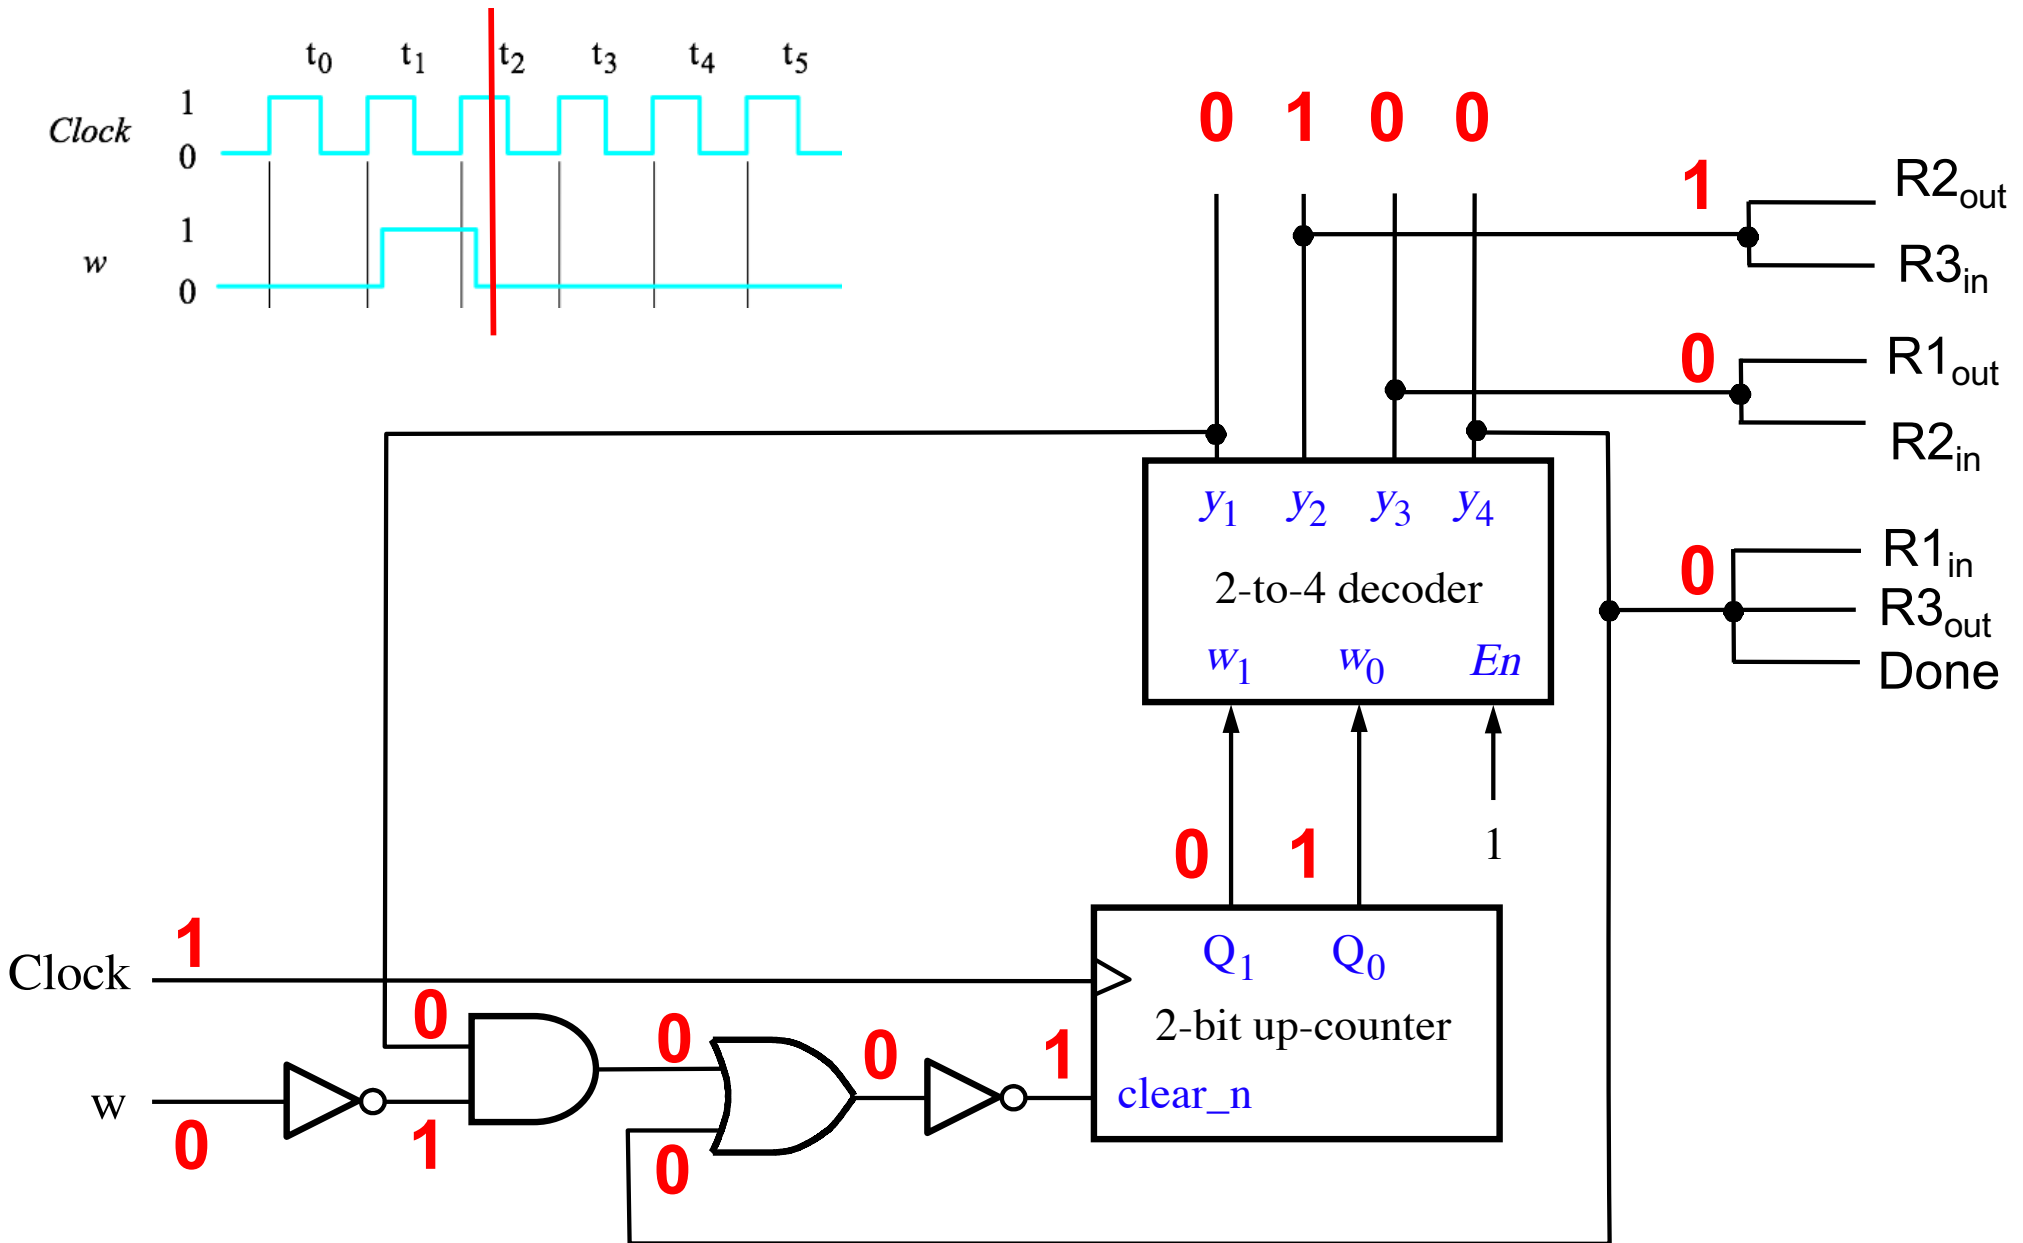 t0 t1 t2 t3 t4 t5
1
Clock
0
1
w
0
0 1 0 0
1
R2out
R3in
0
R1out
R2in
y1 y2 y3 y4
2-to-4 decoder
w1 w0 En
0
R1in
R3out
Done
0 1 1
1
Clock
Q1 Q0
2-bit up-counter
clear_n
0 0 0 1
w
0 1 0